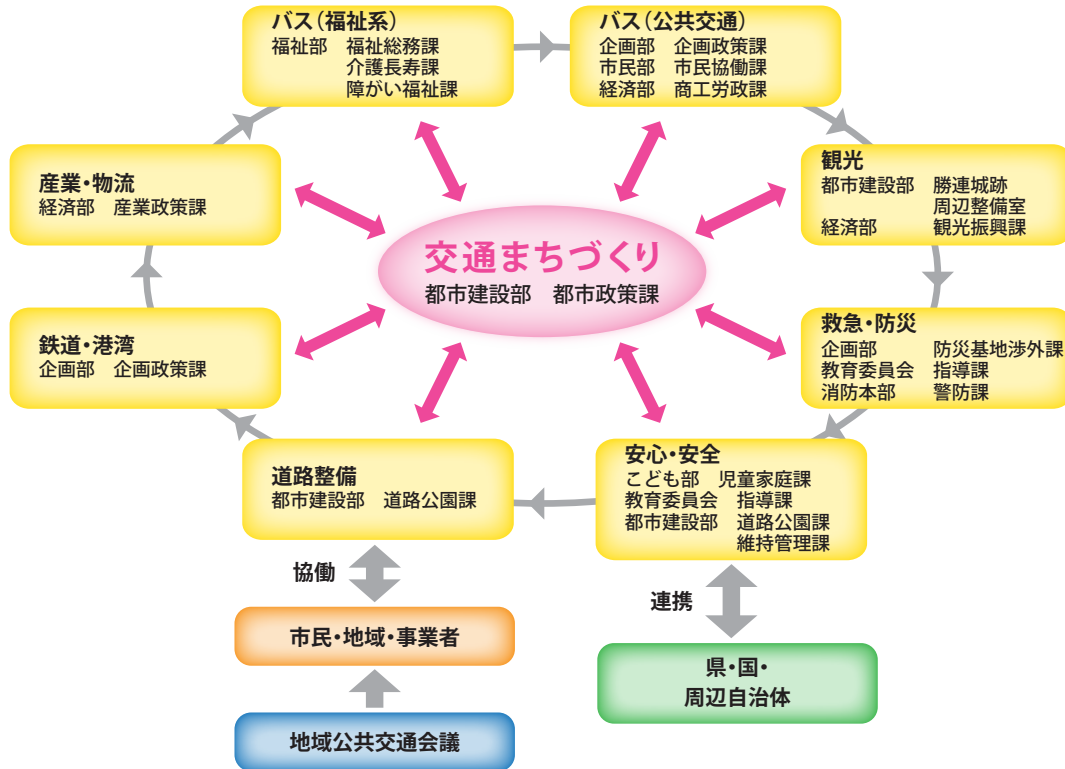 バス（福祉系）
福祉部　福祉総務課
介護長寿課
障がい福祉課
バス（公共交通）
企画部　企画政策課
市民部　市民協働課
経済部　商工労政課
産業・物流
経済部　産業政策課
観光
都市建設部　勝連城跡
周辺整備室
経済部　観光振興課
交通まちづくり
都市建設部　都市政策課
鉄道・港湾
企画部　企画政策課
救急・防災
企画部　防災基地渉外課
教育委員会　指導課
消防本部　警防課
道路整備
都市建設部　道路公園課
安心・安全
こども部　児童家庭課
教育委員会　指導課
都市建設部　道路公園課
維持管理課
協働
連携
市民・地域・事業者
県・国・
周辺自治体
地域公共交通会議